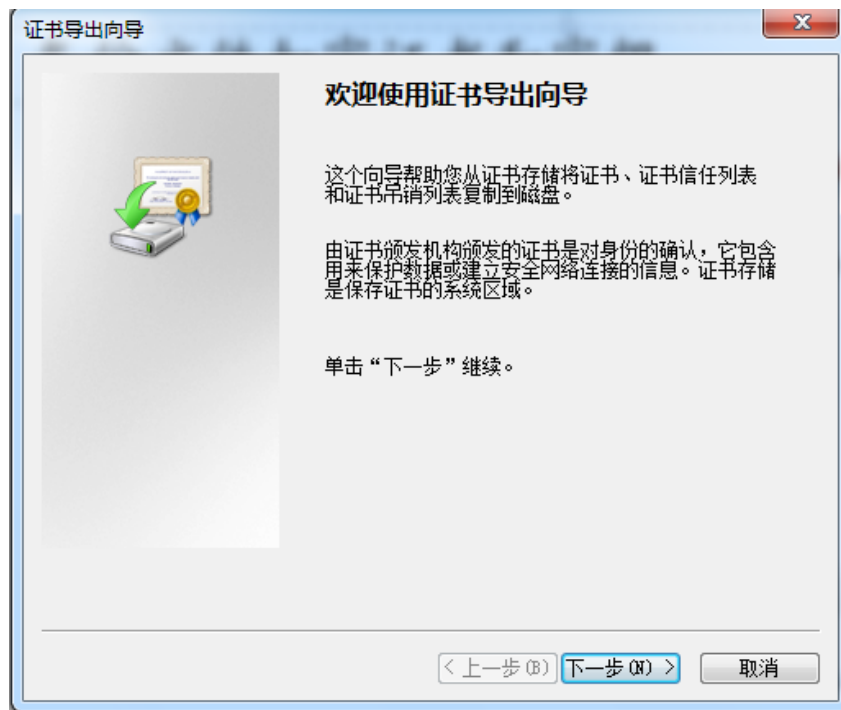 证书导出向导
欢迎使用证书导出向导
这个向导帮助您从证书存储将证书、证书信任列表
和证书吊销列表复制到磁盘。
由证书颁发机构颁发的证书是对身份的确认，它包含
用来保护数据或建立安全网络连接的信息。证书存储
是保存证书的系统区域。
单击“下一步”继续。
< 上一步(B) 下一步(N) > 取消